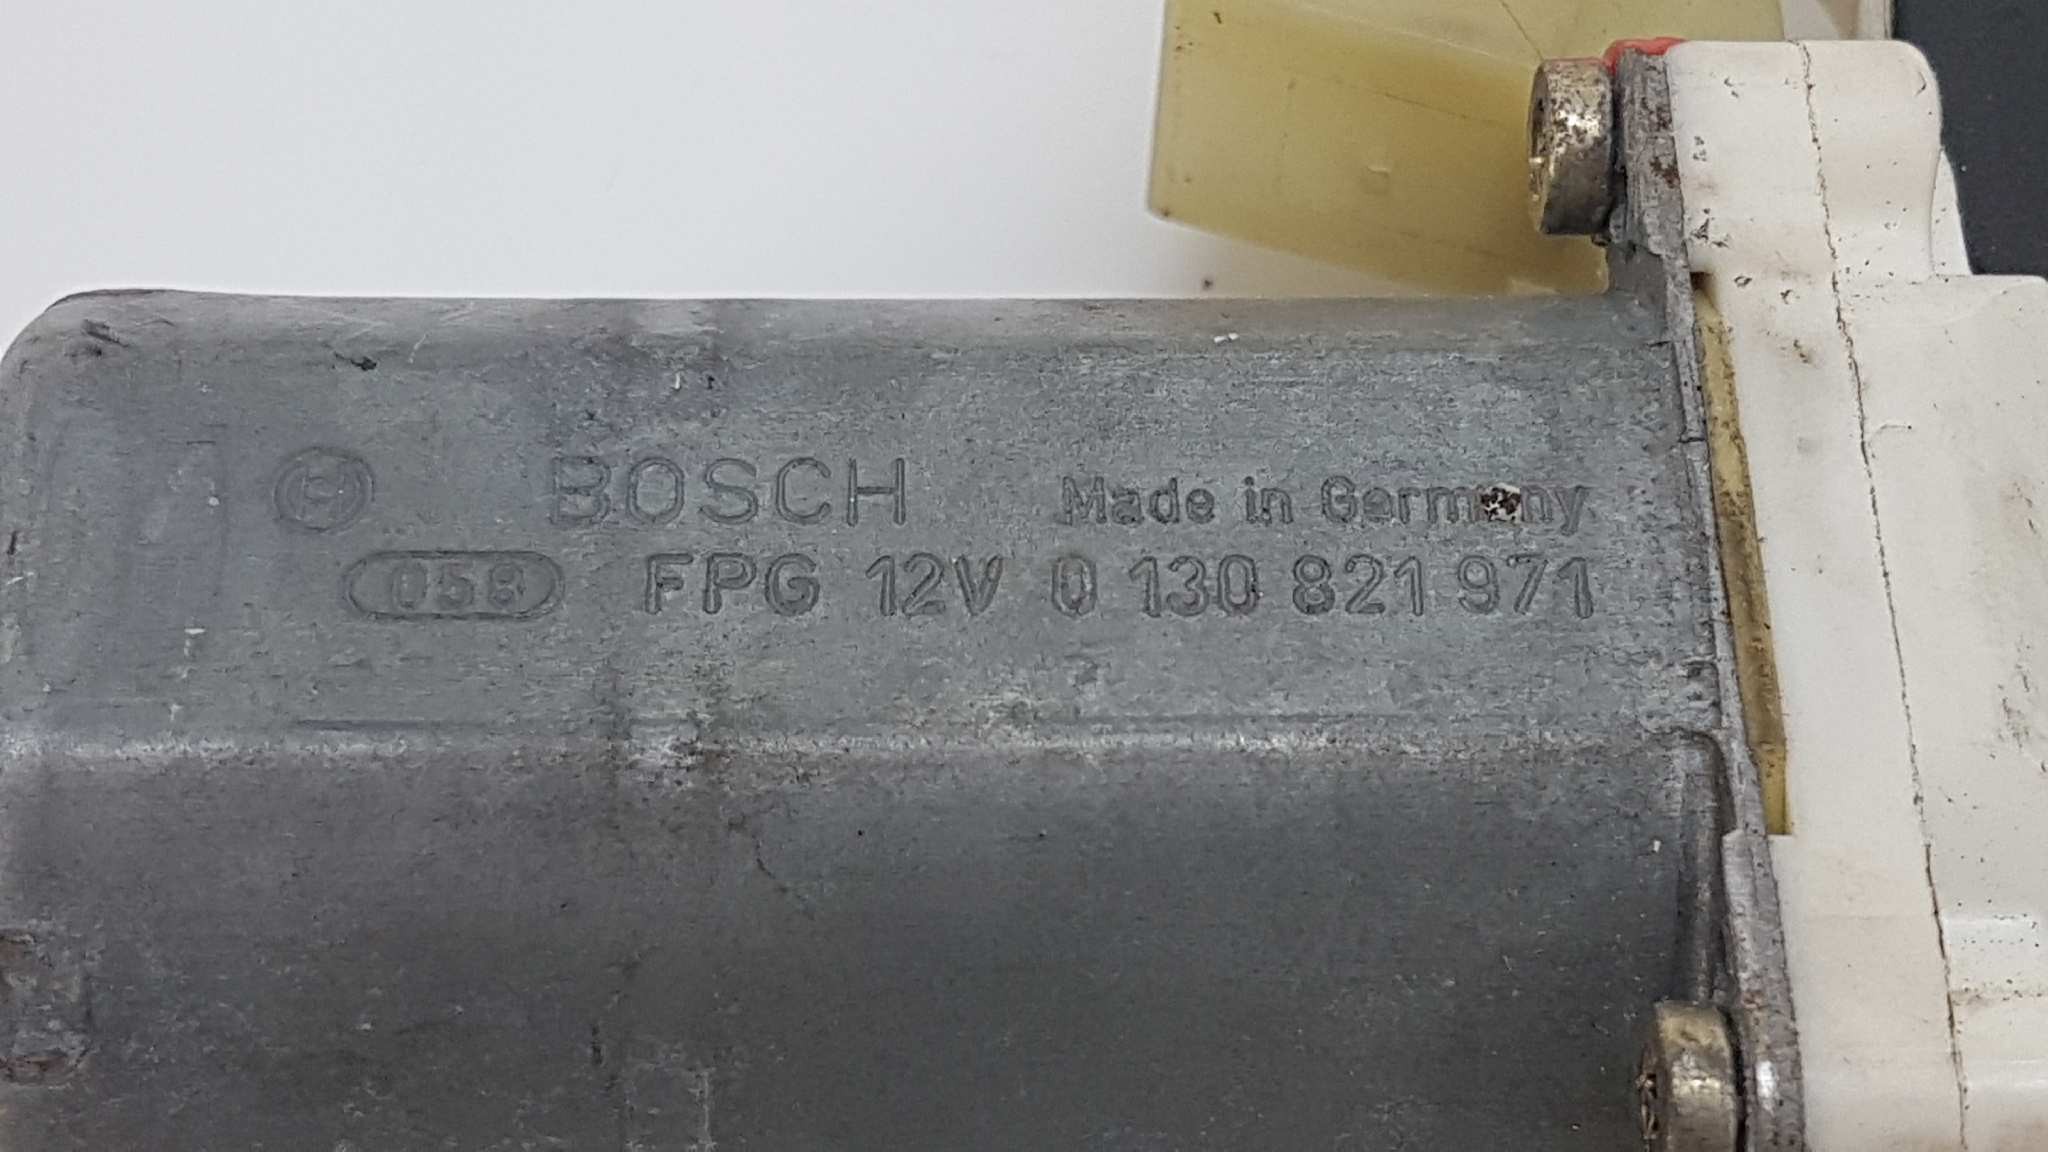 BOSCH Made in Germany
058 FPG 12V 0 130 821 971